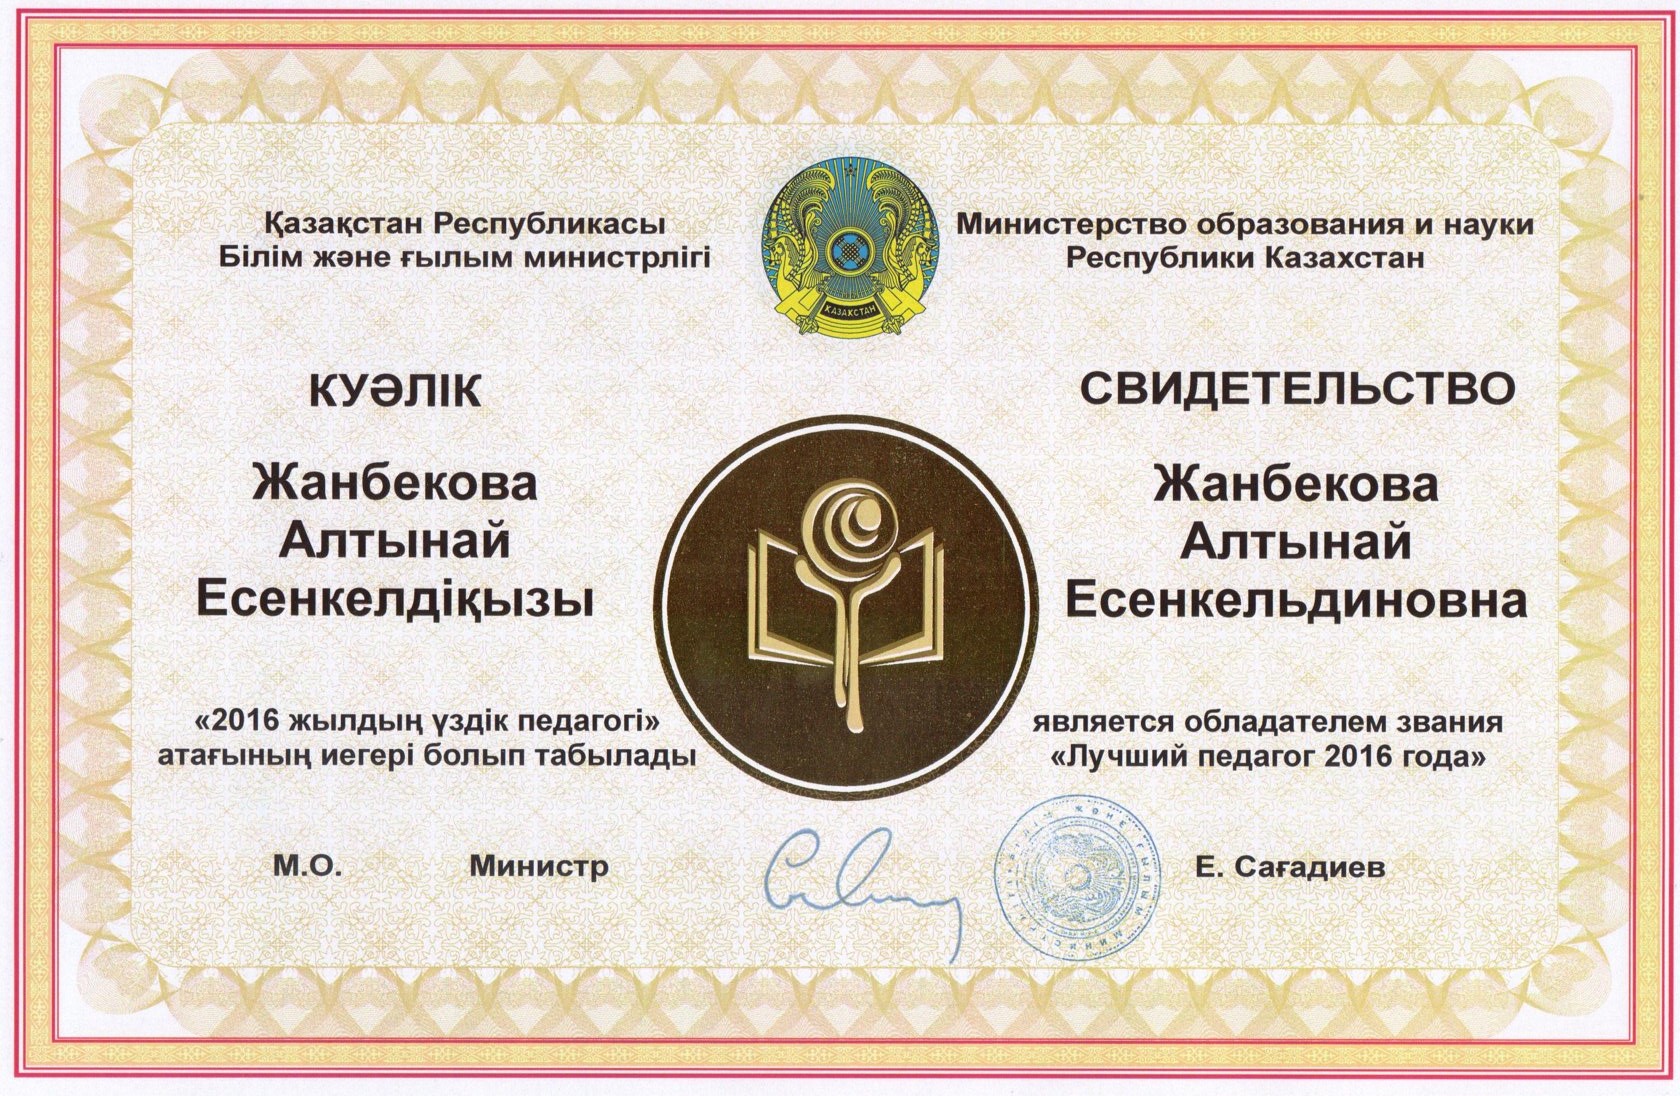 Қазақстан Республикасы
Білім және ғылым министрлігі
Министерство образования и науки
Республики Казахстан
ҚАЗАҚСТАН
КУӘЛІК
Жанбекова
Алтынай
Есенкелдіқызы
СВИДЕТЕЛЬСТВО
Жанбекова
Алтынай
Есенкельдиновна
«2016 жылдың үздік педагогі»
атағының иегері болып табылады
является обладателем звания
«Лучший педагог 2016 года»
М.О.
Министр
Е. Сағадиев